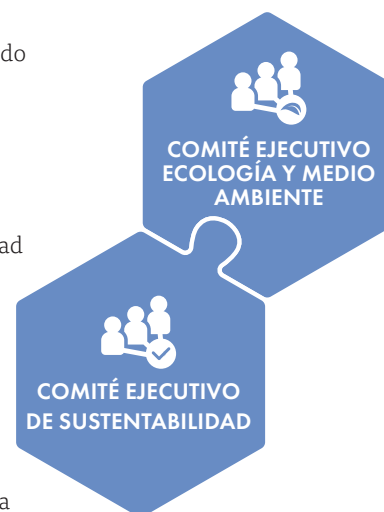 do
COMITÉ EJECUTIVO
ECOLOGÍA Y MEDIO
AMBIENTE
ad
COMITÉ EJECUTIVO
DE SUSTENTABILIDAD
a